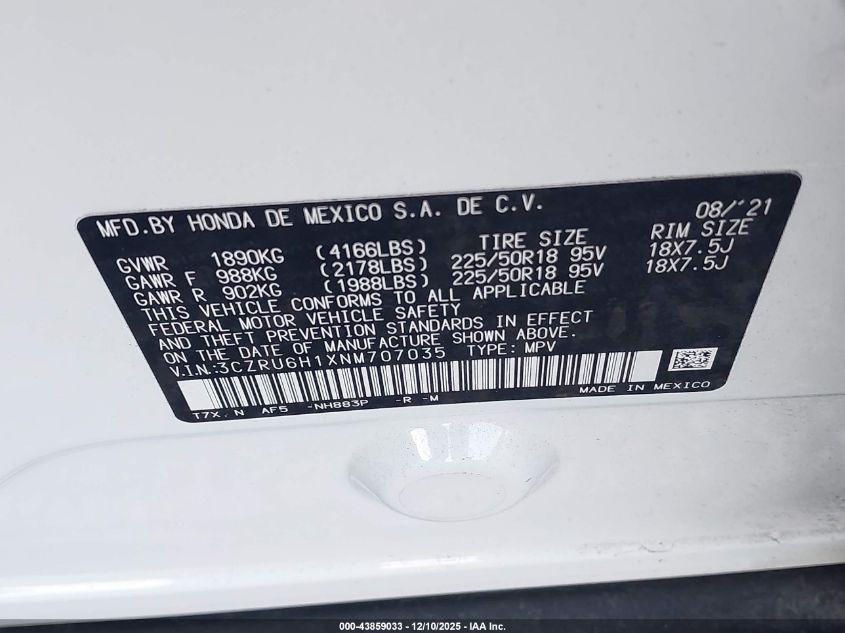 MFD.BY HONDA DE MEXICO S.A. DE C.V. 08/'21
GVWR 1890KG (4166LBS) TIRE SIZE RIM SIZE
GAWR F 988KG (2178LBS) 225/50R18 95V 18X7.5J
GAWR R 902KG (1988LBS) 225/50R18 95V 18X7.5J
THIS VEHICLE CONFORMS TO ALL APPLICABLE
FEDERAL MOTOR VEHICLE SAFETY
AND THEFT PREVENTION STANDARDS IN EFFECT
ON THE DATE OF MANUFACTURE SHOWN ABOVE.
V.I.N:3CZRU6H1XNM707035 TYPE: MPV
T7X.N AF5 -NH883P -R -M MADE IN MEXICO
000-43859033 - 12/10/2025 - IAA Inc.